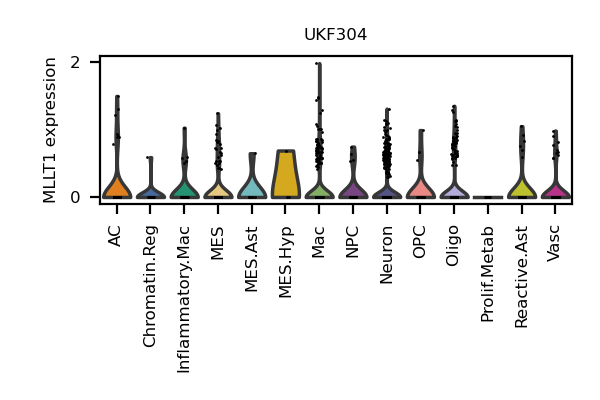 UKF304
MLLT1 expression
2
0
AC
Chromatin.Reg
Inflammatory.Mac
MES
MES.Ast
MES.Hyp
Mac
NPC
Neuron
OPC
Oligo
Prolif.Metab
Reactive.Ast
Vasc